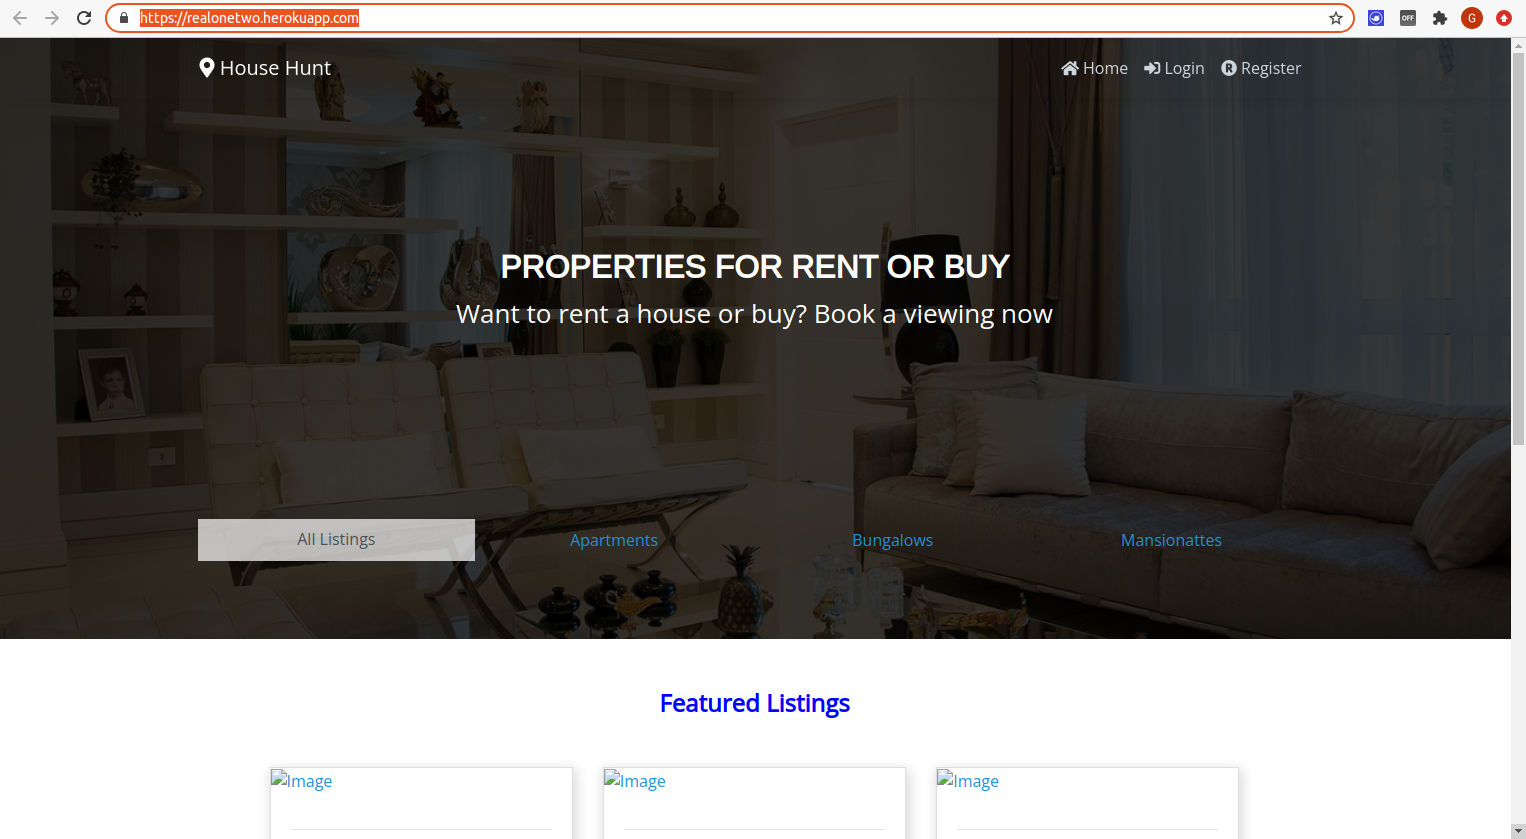 https://realonetwo.herokuapp.com
OFF
G
House Hunt
Home Login Register
PROPERTIES FOR RENT OR BUY
Want to rent a house or buy? Book a viewing now
All Listings Apartments Bungalows Mansionattes
Featured Listings
Image Image Image